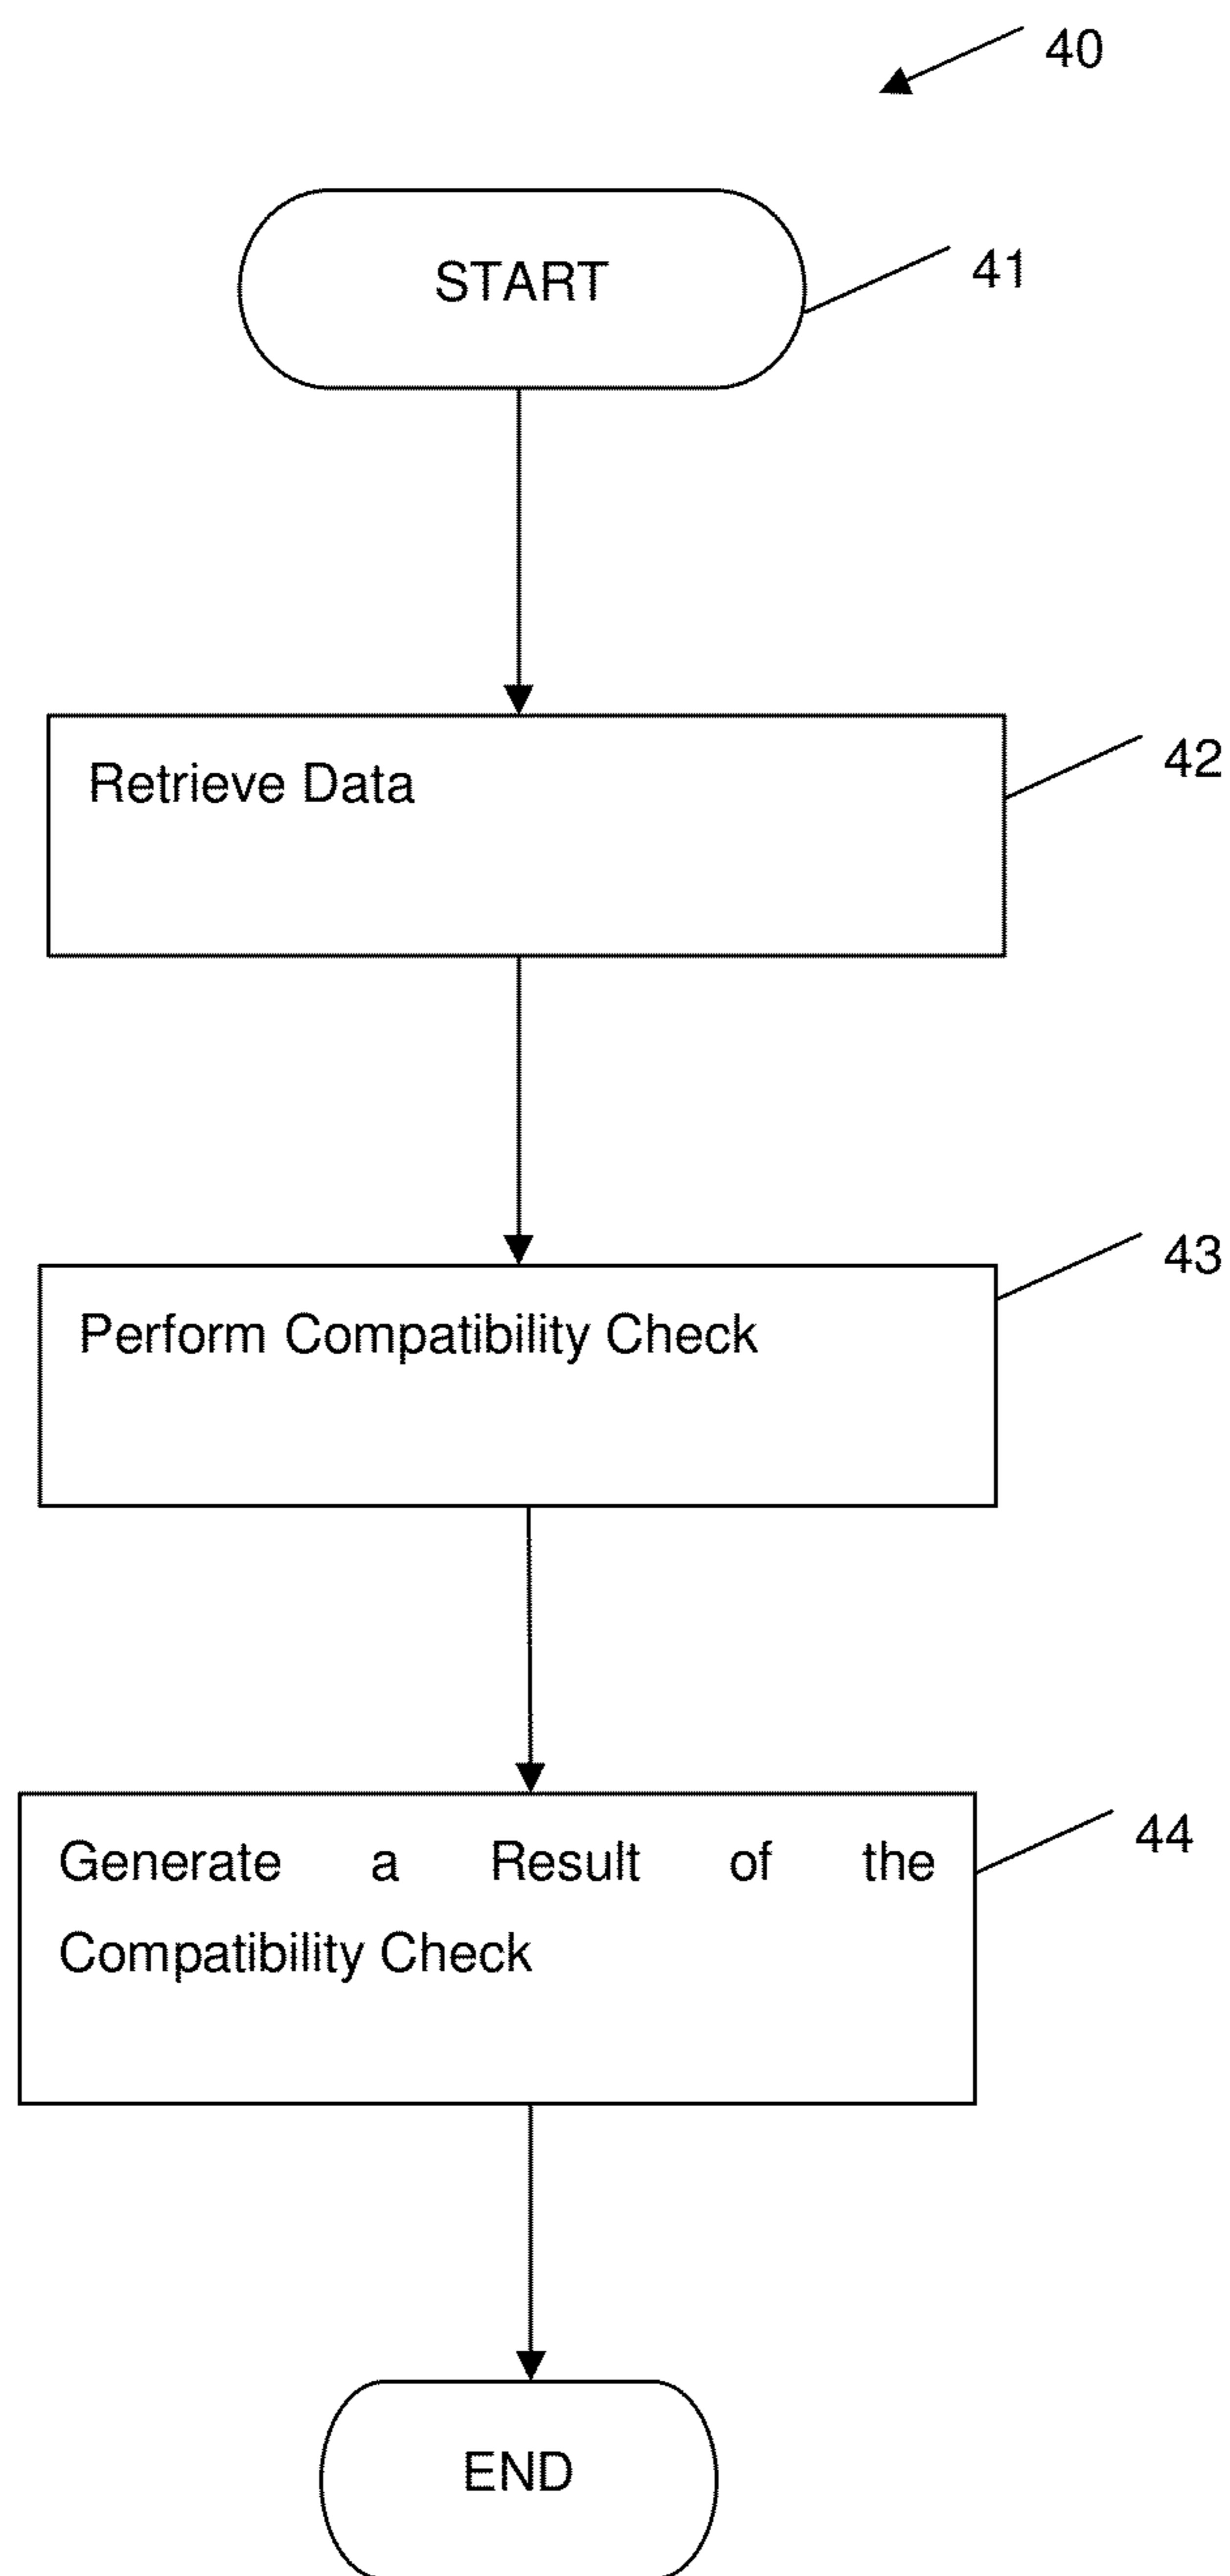 40
START
41
Retrieve Data
42
Perform Compatibility Check
43
Generate a Result of the
Compatibility Check
44
END